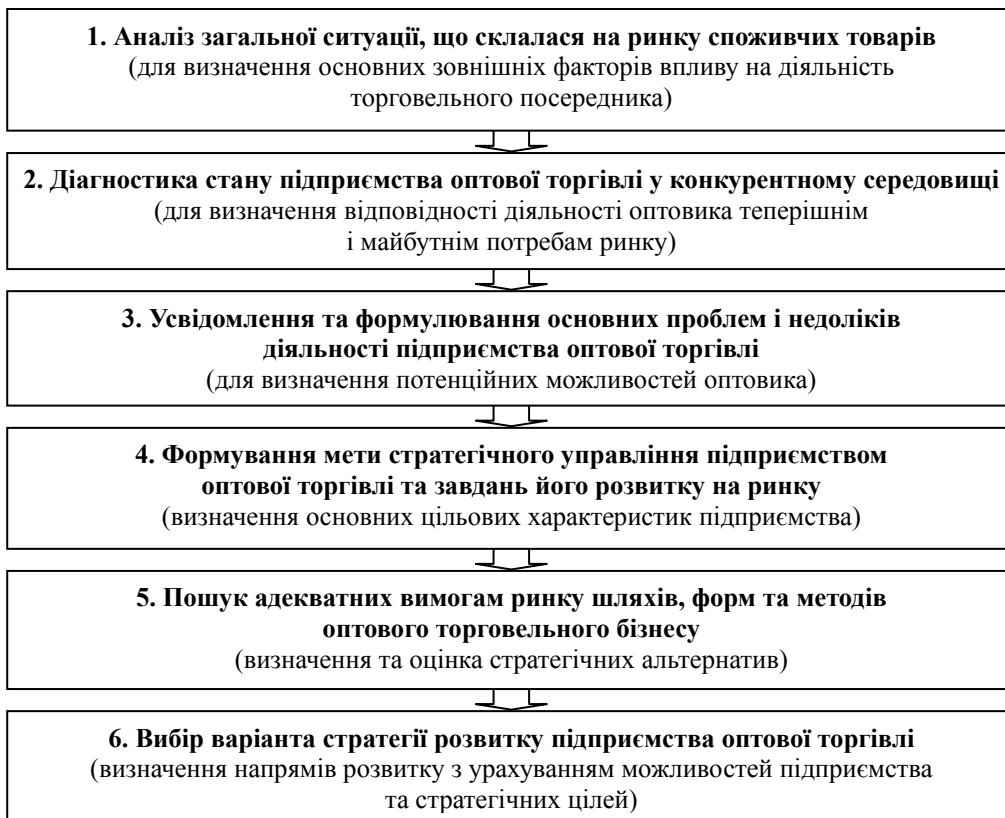 1. Аналіз загальної ситуації, що склалася на ринку споживчих товарів
(для визначення основних зовнішніх факторів впливу на діяльність
торговельного посередника)
2. Діагностика стану підприємства оптової торгівлі у конкурентному середовищі
(для визначення відповідності діяльності оптовика теперішнім
і майбутнім потребам ринку)
3. Усвідомлення та формулювання основних проблем і недоліків
діяльності підприємства оптової торгівлі
(для визначення потенційних можливостей оптовика)
4. Формування мети стратегічного управління підприємством
оптової торгівлі та завдань його розвитку на ринку
(визначення основних цільових характеристик підприємства)
5. Пошук адекватних вимогам ринку шляхів, форм та методів
оптового торговельного бізнесу
(визначення та оцінка стратегічних альтернатив)
6. Вибір варіанта стратегії розвитку підприємства оптової торгівлі
(визначення напрямів розвитку з урахуванням можливостей підприємства
та стратегічних цілей)